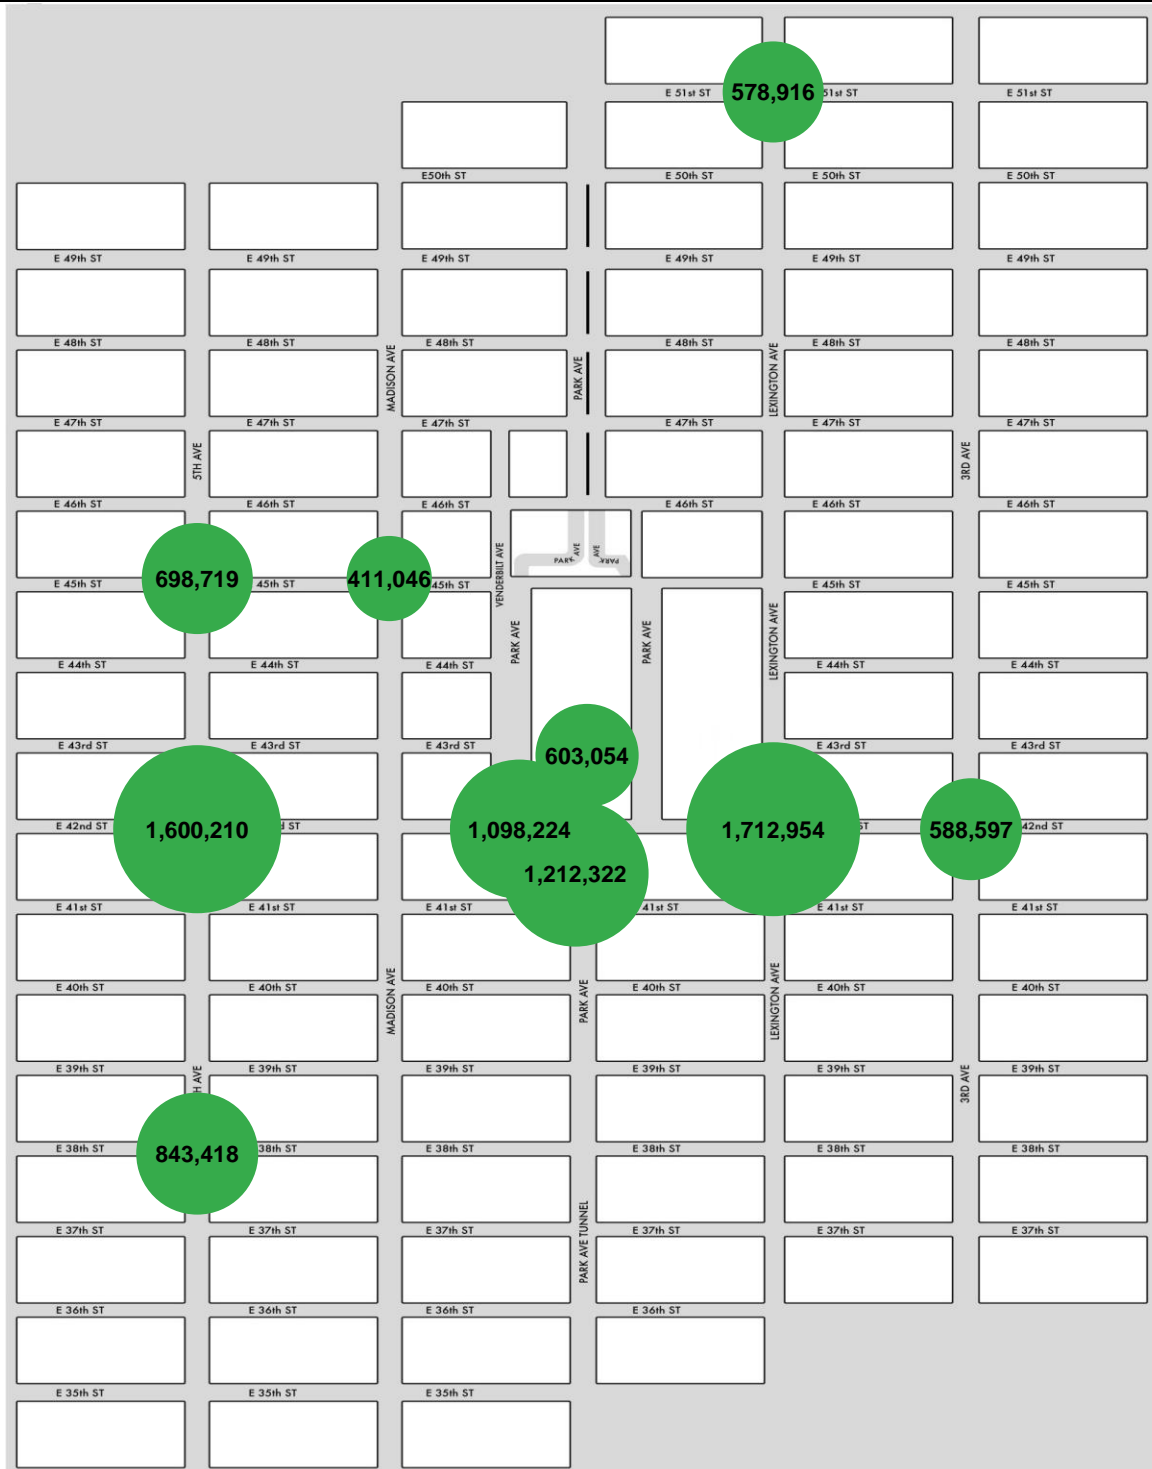 E 51st ST
578,916
51st ST
E 51st ST
E50th ST
E 50th ST
E 50th ST
E 50th ST
E 49th ST
E 49th ST
E 49th ST
E 49th ST
E 49th ST
E 49th ST
E 48th ST
E 48th ST
E 48th ST
E 48th ST
E 48th ST
E 48th ST
MADISON AVE
PARK AVE
LEXINGTON AVE
E 47th ST
E 47th ST
E 47th ST
E 47th ST
E 47th ST
E 47th ST
5TH AVE
3RD AVE
E 46th ST
E 46th ST
E 46th ST
E 46th ST
E 46th ST
E 46th ST
PARK AVE
AVE PARK
VENDERBILT AVE
698,719
45th ST
411,046
45th ST
E 45th ST
E 45th ST
E 45th ST
PARK AVE
PARK AVE
LEXINGTON AtVE
E 44th ST
E 44th ST
E 44th ST
E 44th ST
E 44th ST
E 43rd ST
E 43rd ST
E 43rd ST
E 43rd ST
E 43rd ST
603,054
E 42nd ST
1,600,210
d ST
1,098,224
1,712,954
ST
588,597
42nd ST
1,212,322
E 41st ST
E 41st ST
E 41st ST
41st ST
E 41st ST
E 41st ST
MADISON AVE
PARK AVE
LEXINGTON AtVE
E 40th ST
E 40th ST
E 40th ST
E 40th ST
E 40th ST
E 40th ST
E 39th ST
E 39th ST
E 39th ST
E 39th ST
E 39th ST
E 39th ST
H AVE
3RD AVE
E 38th ST
843,418
38th ST
E 38th ST
E 38th ST
E 38th ST
E 38th ST
E 37th ST
E 37th ST
E 37th ST
E 37th ST
E 37th ST
E 37th ST
PARK AVE TUNNEL
E 36th ST
E 36th ST
E 36th ST
E 36th ST
E 35th ST
E 35th ST
E 35th ST